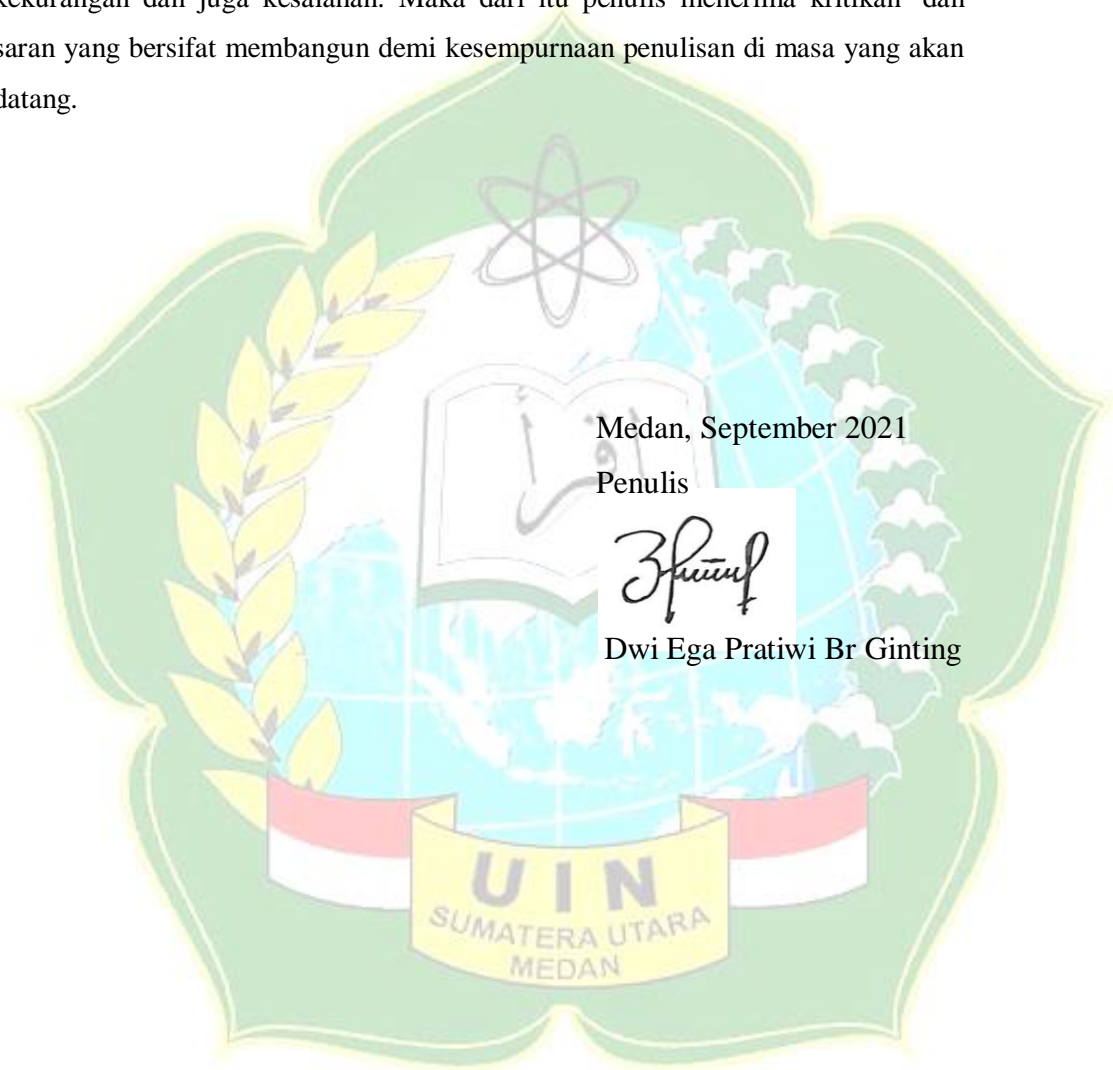 kekurangan dan juga kesalahan. Maka dari itu penulis menerima kritikan dan
saran yang bersifat membangun demi kesempurnaan penulisan di masa yang akan
datang.
Medan, September 2021
Penulis
Dwi Ega Pratiwi Br Ginting
UIN
SUMATERA UTARA
MEDAN